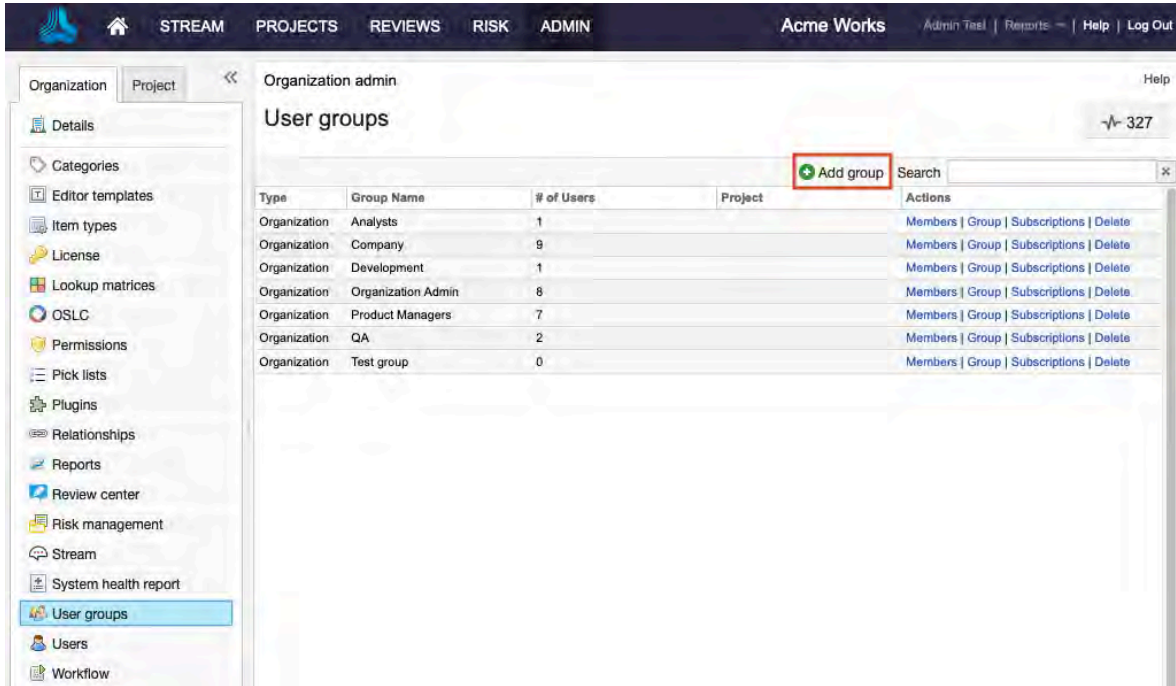 STREAM PROJECTS REVIEWS RISK ADMIN Acme Works Admin Test | Reports | Help | Log Out
Organization Project
Organization admin Help
User groups 327
Details
Categories
Editor templates
Item types
License
Lookup matrices
OSLC
Permissions
Pick lists
Plugins
Relationships
Reports
Review center
Risk management
Stream
System health report
User groups
Users
Workflow
Add group Search
Type Group Name # of Users Project Actions
Organization Analysts 1 Members | Group | Subscriptions | Delete
Organization Company 9 Members | Group | Subscriptions | Delete
Organization Development 1 Members | Group | Subscriptions | Delete
Organization Organization Admin 8 Members | Group | Subscriptions | Delete
Organization Product Managers 7 Members | Group | Subscriptions | Delete
Organization QA 2 Members | Group | Subscriptions | Delete
Organization Test group 0 Members | Group | Subscriptions | Delete